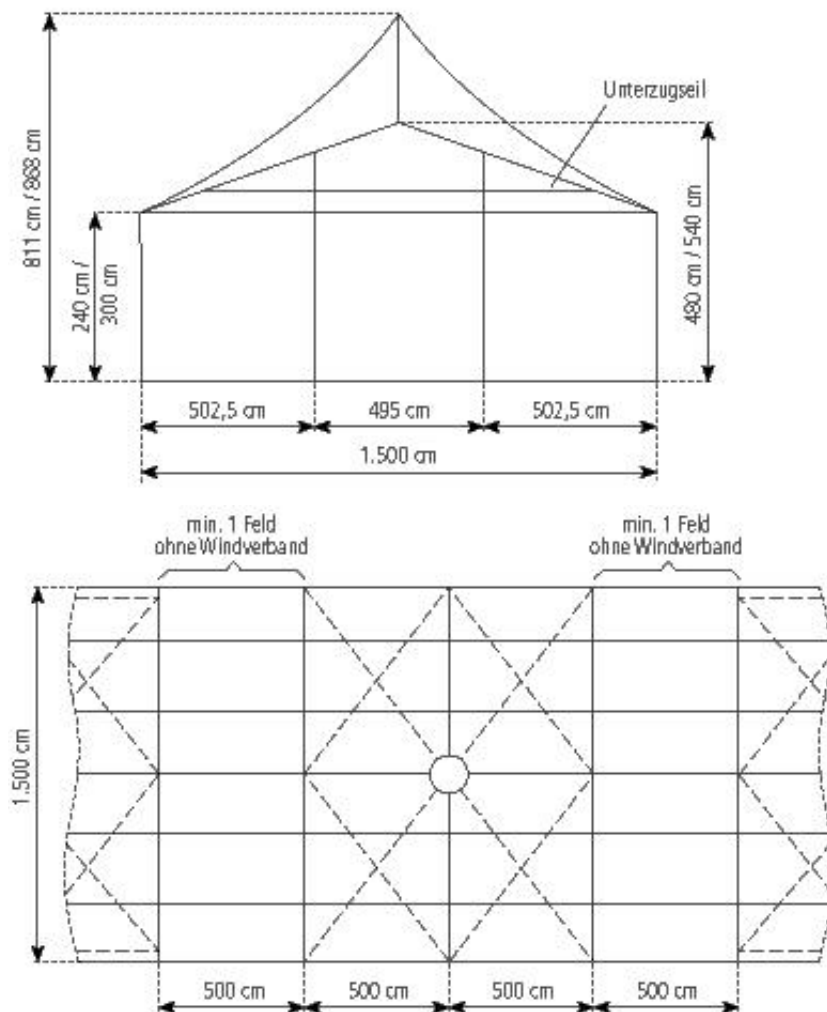 Unterzugseil
811 cm / 868 cm
240 cm /
300 cm
480 cm / 540 cm
502,5 cm
495 cm
502,5 cm
1.500 cm
min. 1 Feld
ohne Windverband
min. 1 Feld
ohne Windverband
1.500 cm
500 cm
500 cm
500 cm
500 cm